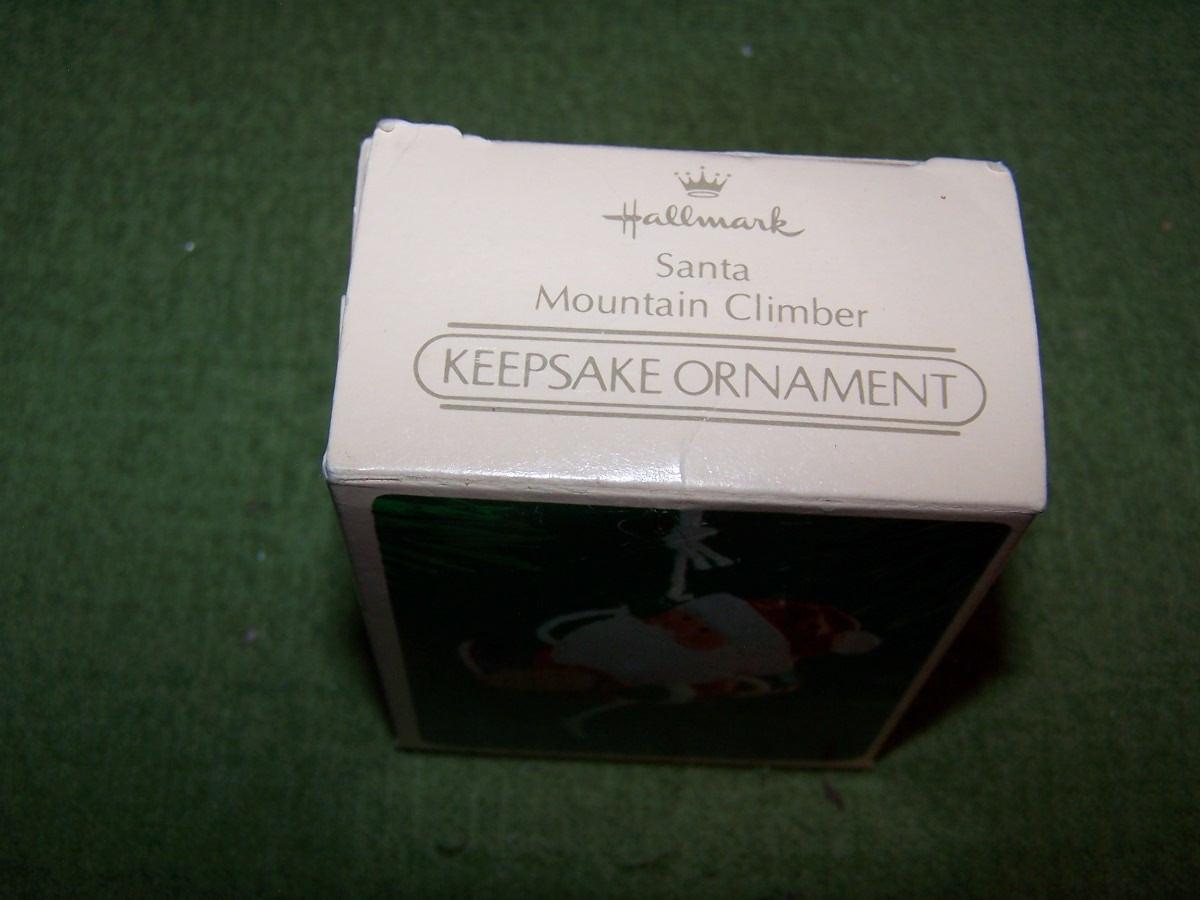 Hallmark
Santa
Mountain Climber
KEEPSAKE ORNAMENT